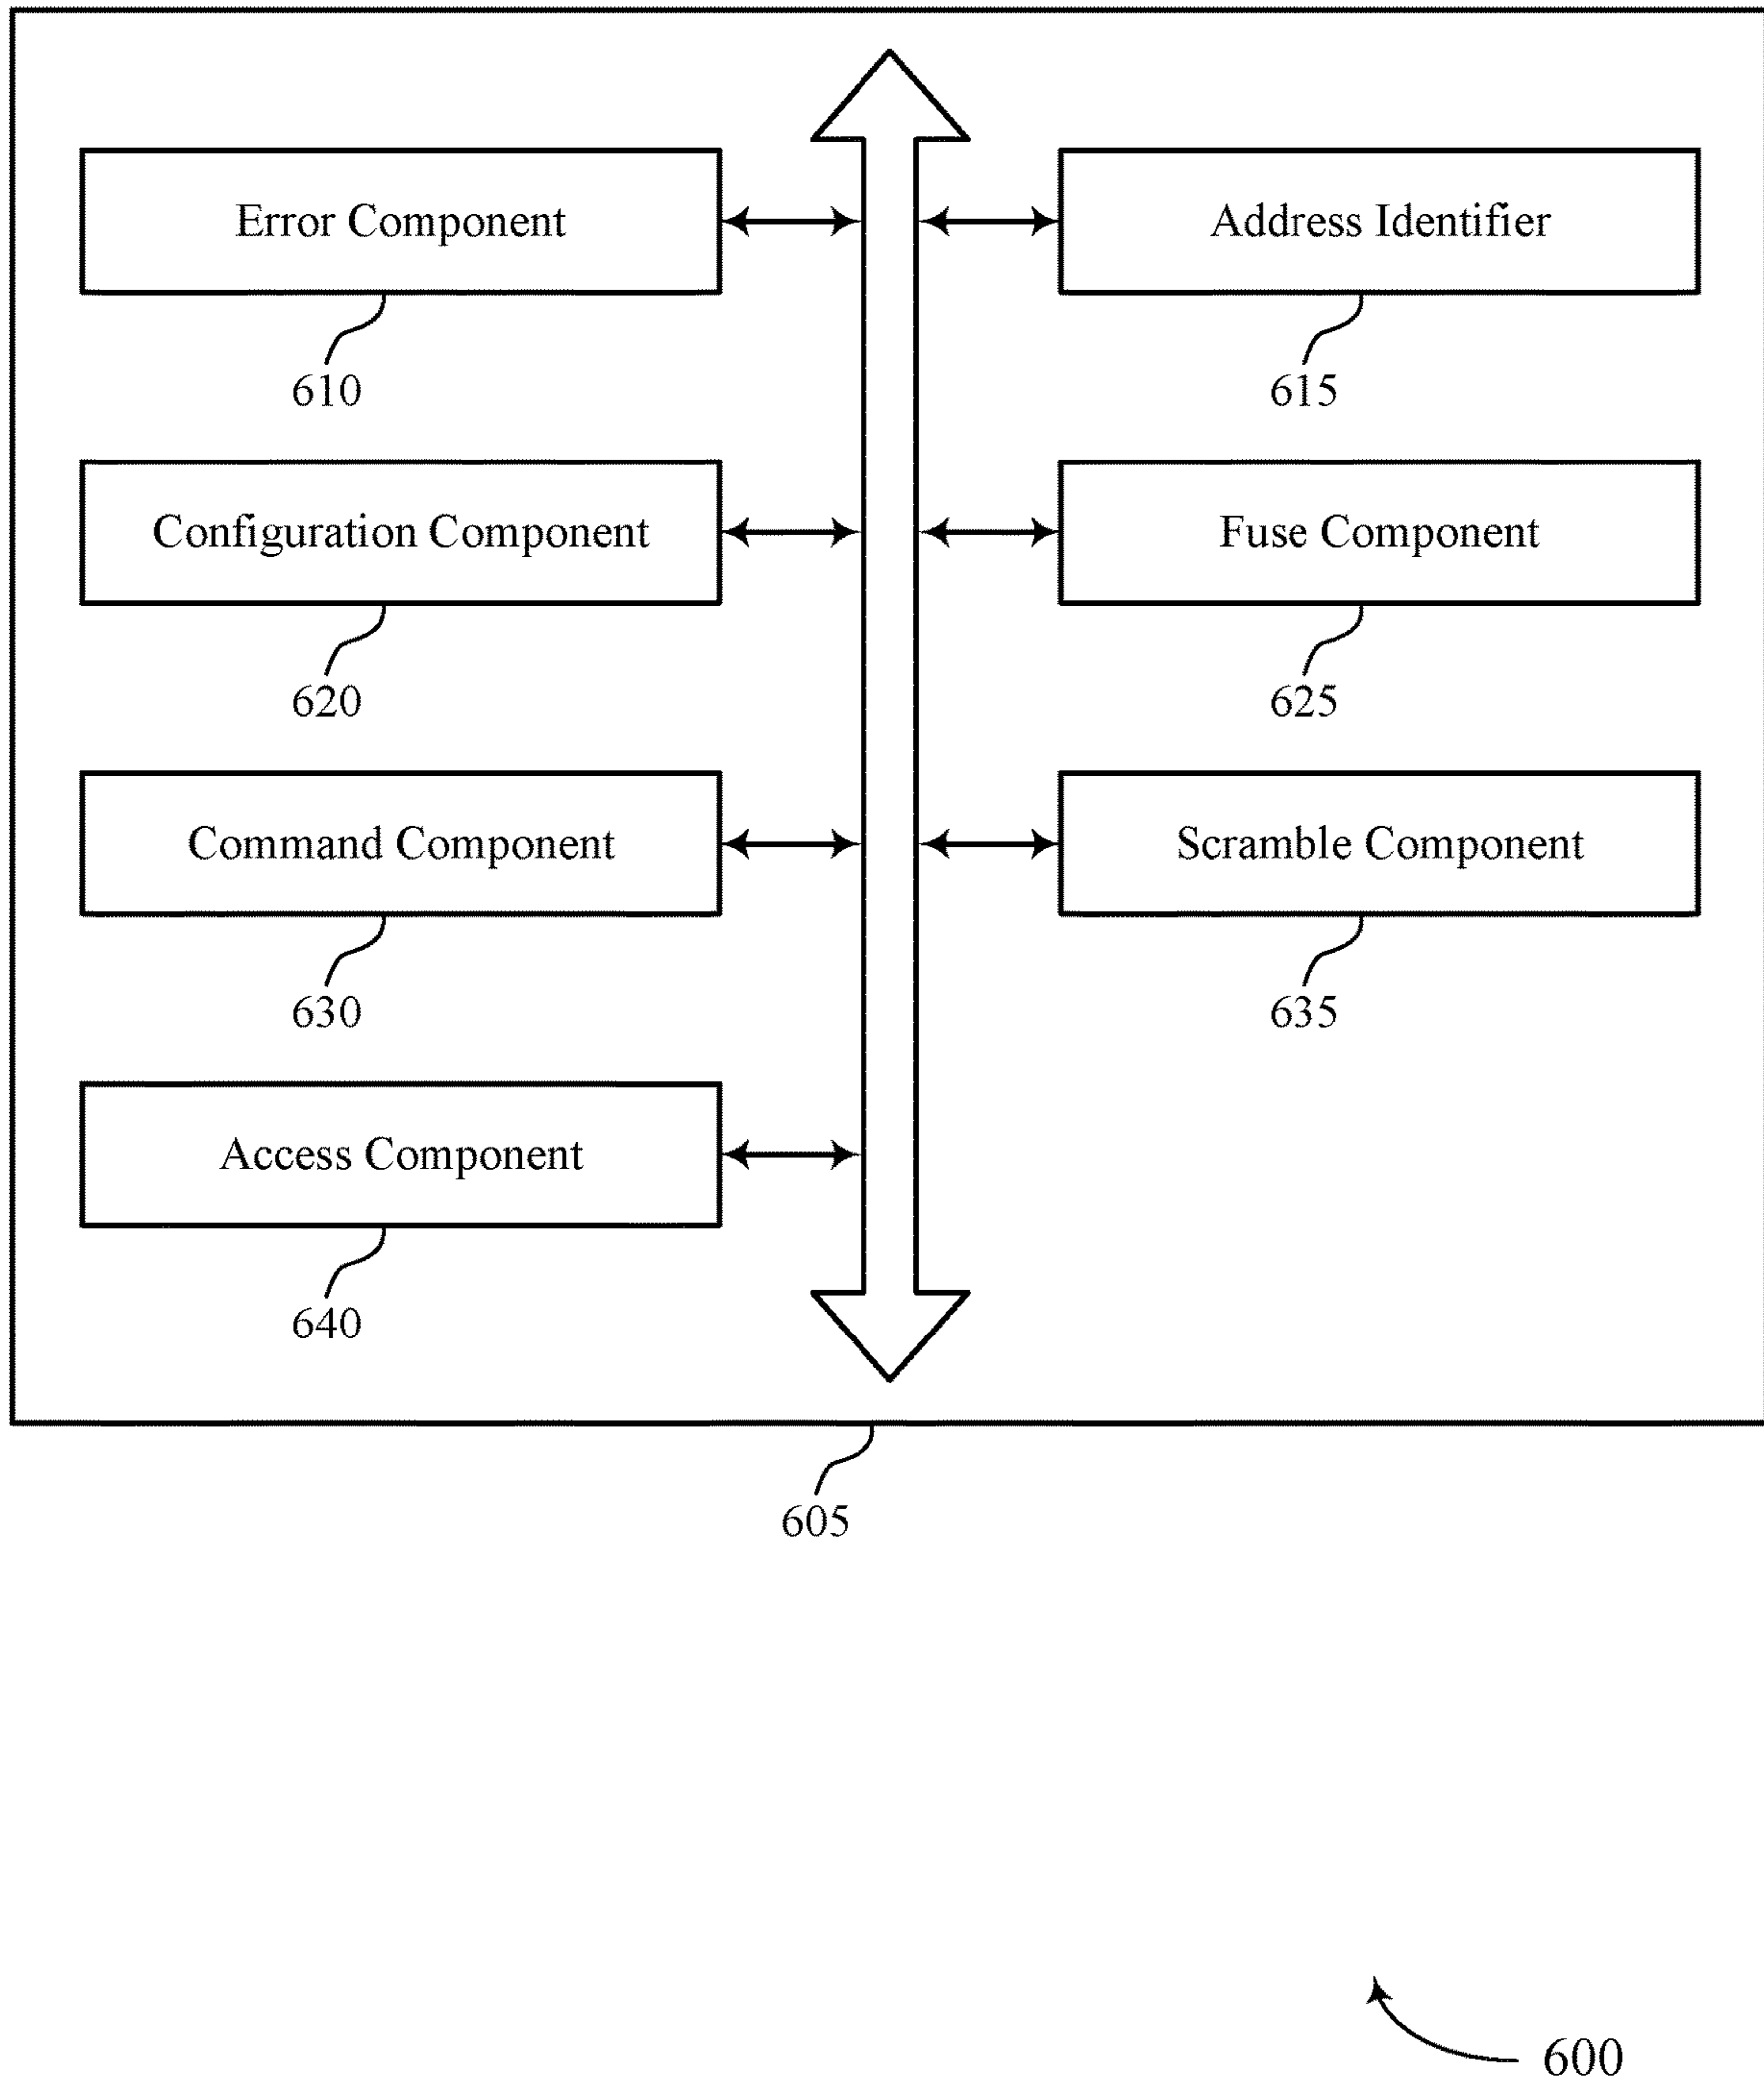 Error Component
Address Identifier
610
615
Configuration Component
Fuse Component
620
625
Command Component
Scramble Component
630
635
Access Component
640
605
600